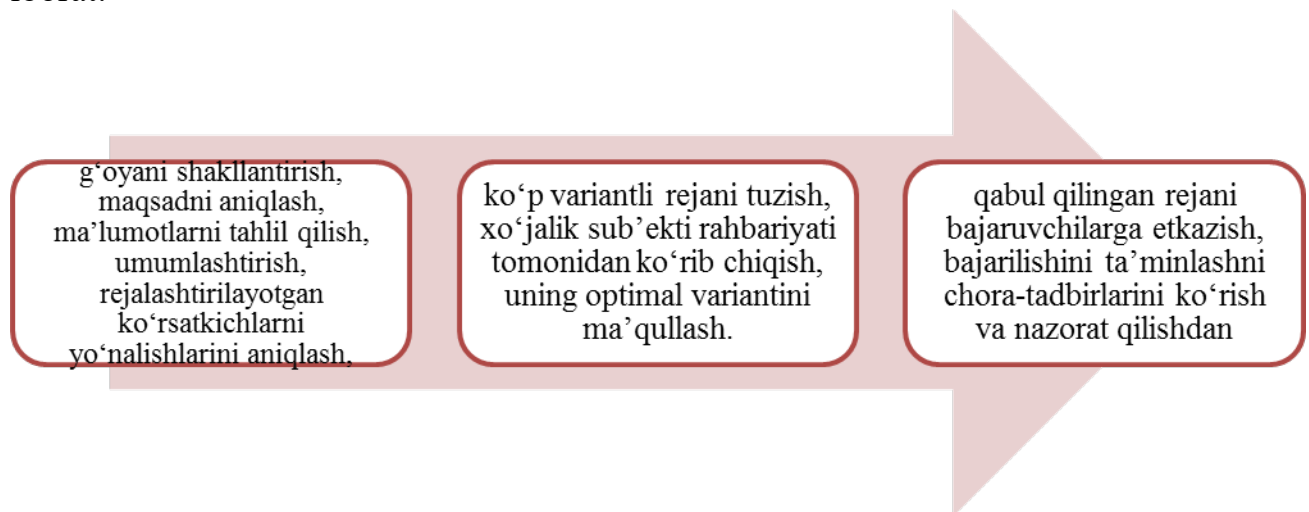 g‘oyani shakllantirish,
maqsadni aniqlash,
ma’lumotlarni tahlil qilish,
umumlashtirish,
rejalashtirilayotgan
ko‘rsatkichlarni
yo‘nalishlarini aniqlash,
ko‘p variantli rejani tuzish,
xo‘jalik sub’ekti rahbariyati
tomonidan ko‘rib chiqish,
uning optimal variantini
ma’qullash.
qabul qilingan rejani
bajaruvchilarga etkazish,
bajarilishini ta’minlashni
chora-tadbirlarini ko‘rish
va nazorat qilishdan